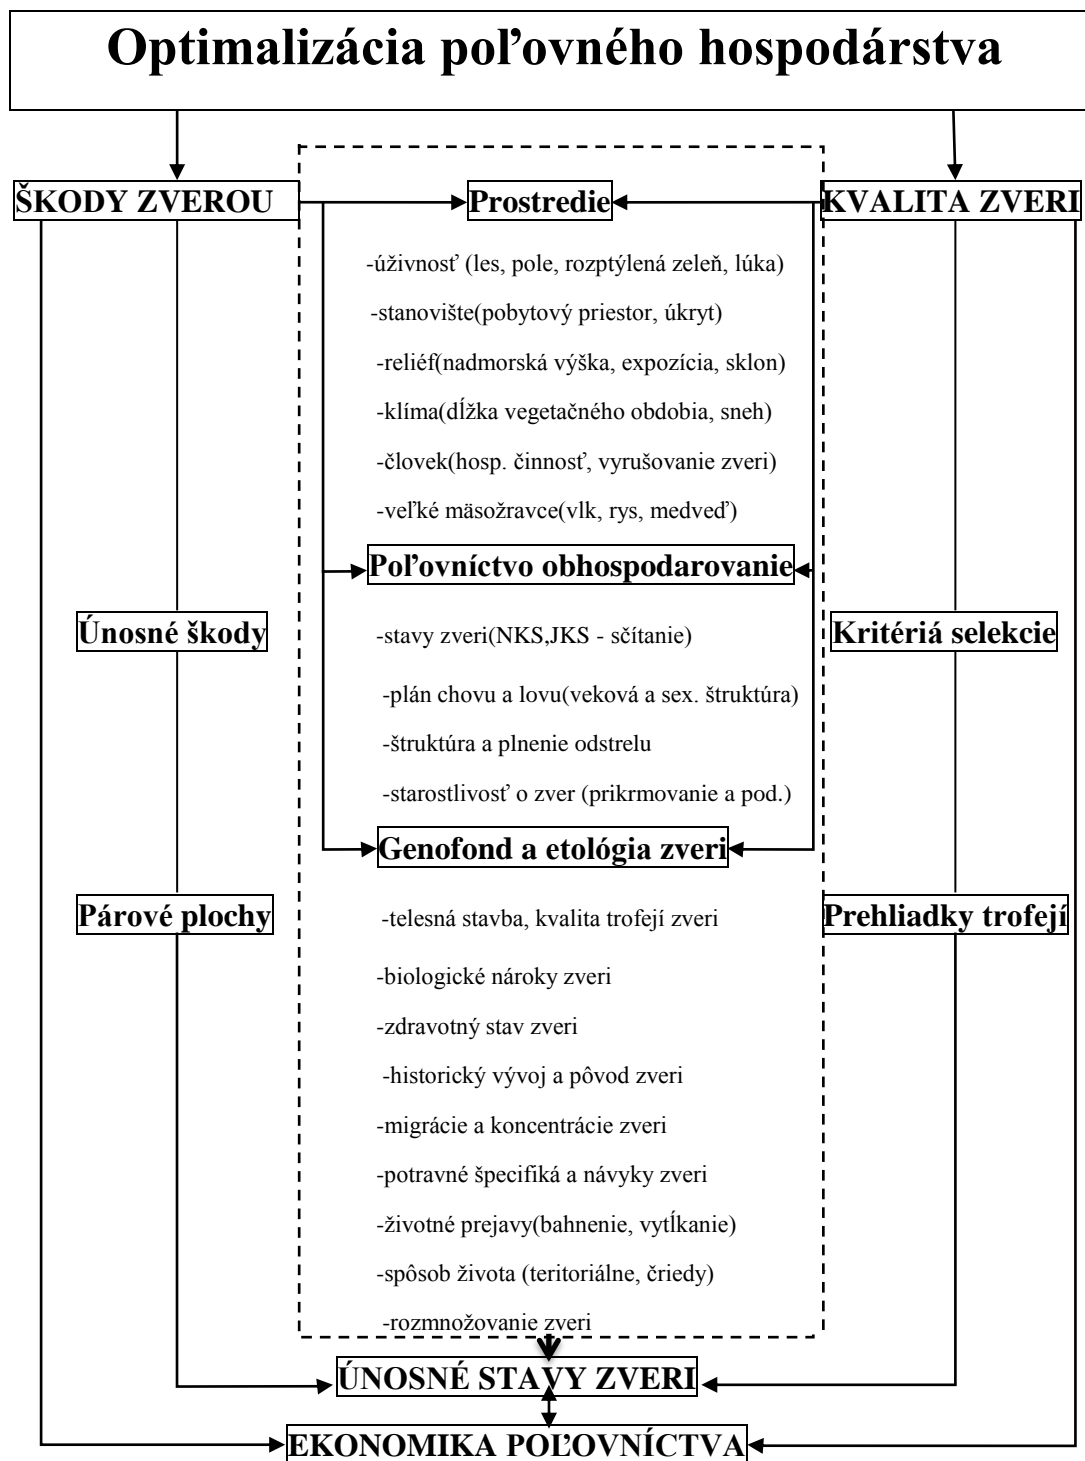 Optimalizácia poľovného hospodárstva
ŠKODY ZVEROU
Prostredie
KVALITA ZVERI
-úživnosť (les, pole, rozptýlená zeleň, lúka)
-stanovište(pobytový priestor, úkryt)
-reliéf(nadmorská výška, expozícia, sklon)
-klíma(dĺžka vegetačného obdobia, sneh)
-človek(hosp. činnosť, vyrušovanie zveri)
-veľké mäsožravce(vlk, rys, medveď)
Poľovníctvo obhospodarovanie
Únosné škody
-stavy zveri(NKS,JKS - sčítanie)
Kritériá selekcie
-plán chovu a lovu(veková a sex. štruktúra)
-štruktúra a plnenie odstrelu
-starostlivosť o zver (prikrmovanie a pod.)
Genofond a etológia zveri
Párové plochy
-telesná stavba, kvalita trofejí zveri
Prehliadky trofejí
-biologické nároky zveri
-zdravotný stav zveri
-historický vývoj a pôvod zveri
-migrácie a koncentrácie zveri
-potravné špecifiká a návyky zveri
-životné prejavy(bahnenie, vytĺkanie)
-spôsob života (teritoriálne, čriedy)
-rozmnožovanie zveri
ÚNOSNÉ STAVY ZVERI
EKONOMIKA POĽOVNÍCTVA